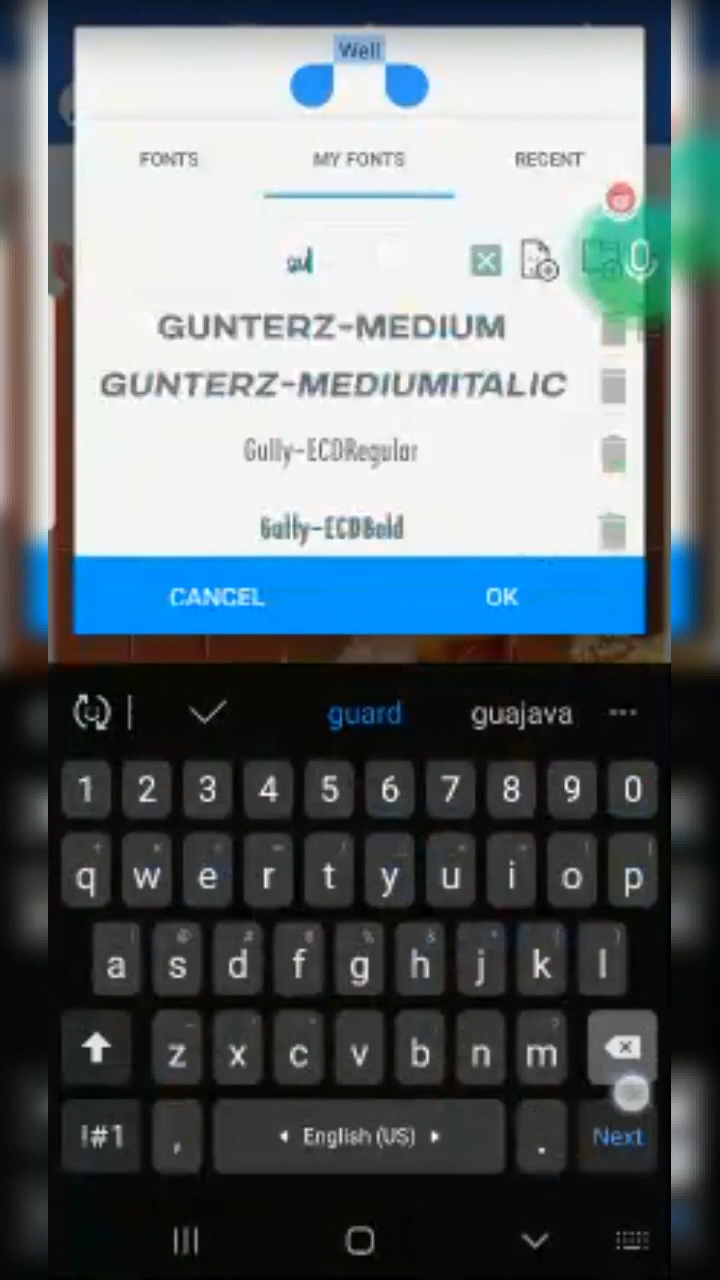 Well
FONTS MY FONTS RECENT
GUNTERZ-MEDIUM
GUNTERZ-MEDIUMITALIC
Gully-ECDRegular
Gully-ECDBold
CANCEL OK
guard guajava ...
1 2 3 4 5 6 7 8 9 0
q w e r t y u i o p
a s d f g h j k l
z x c v b n m
!#1 , English (US) . Next